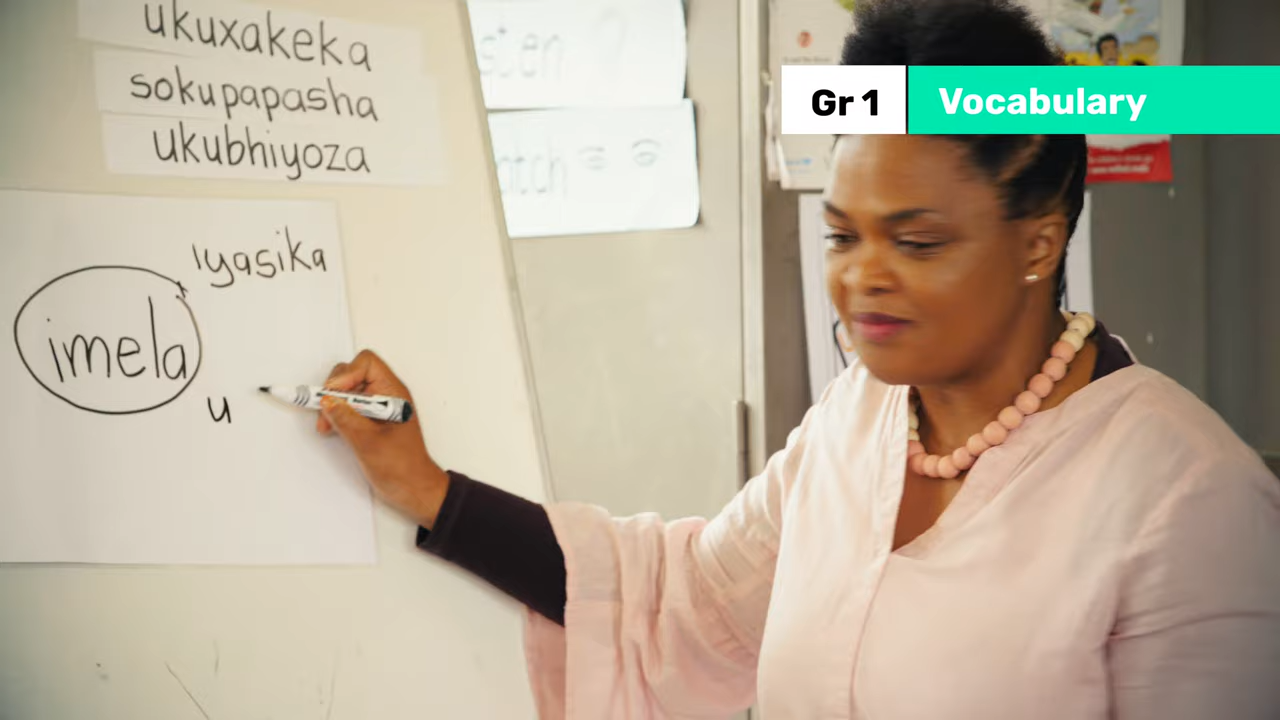 ukuxakeka
sokupapasha
ukubhiyoza
iyasika
imela
u
Gr 1
Vocabulary